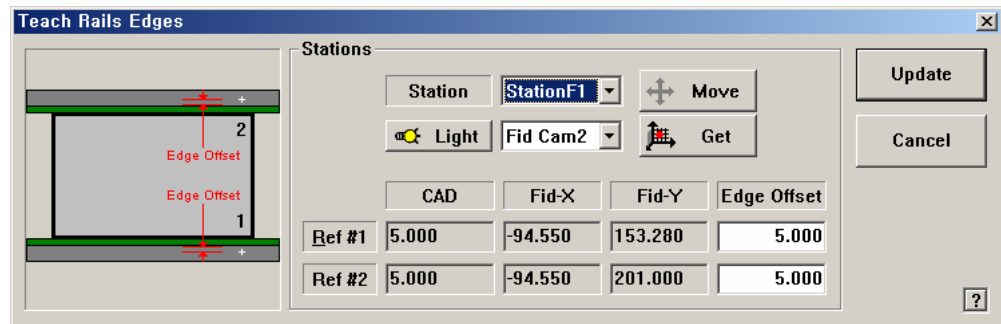 Teach Rails Edges
+
2
Edge Offset
Edge Offset
1
+
Stations
Station StationF1 Move
Light Fid Cam2 Get
CAD Fid-X Fid-Y Edge Offset
Ref #1 5.000 -94.550 153.280 5.000
Ref #2 5.000 -94.550 201.000 5.000
Update
Cancel
?